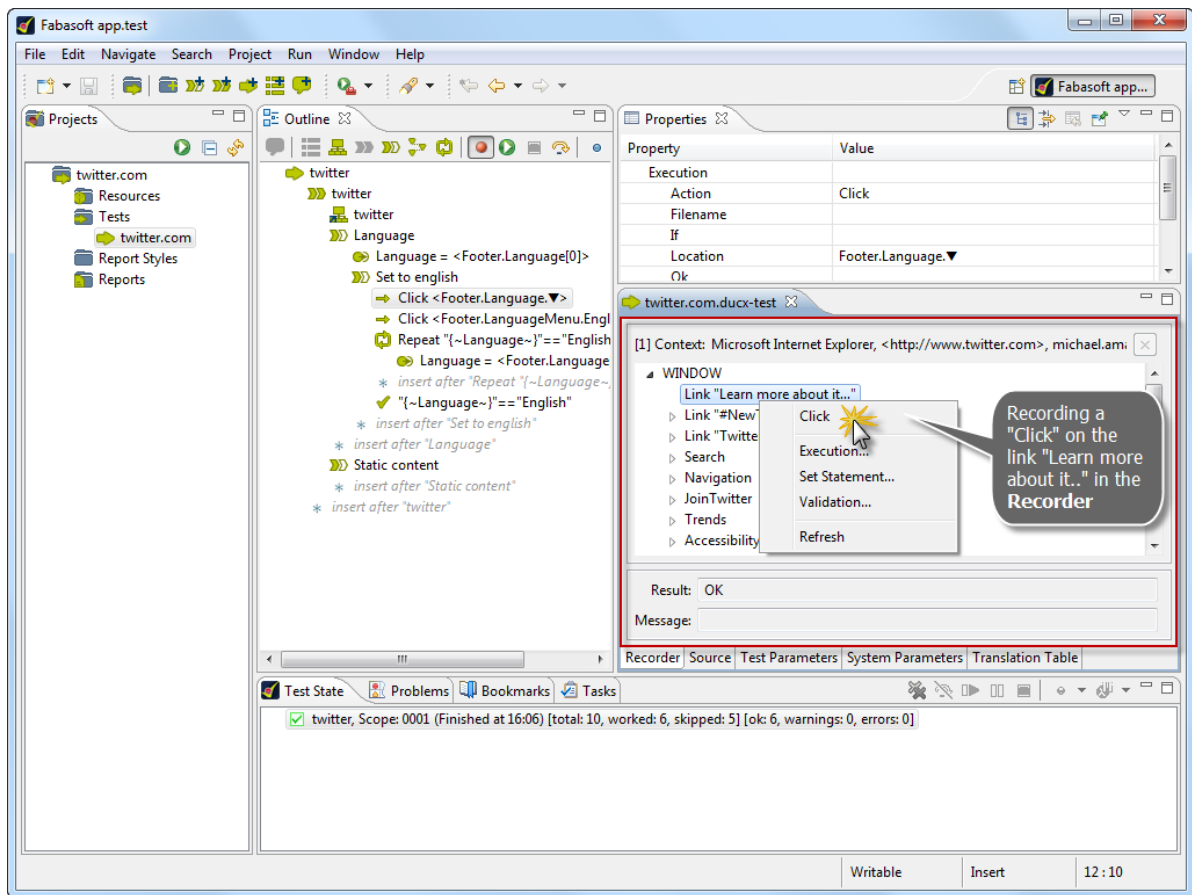 Fabasoft app.test
File Edit Navigate Search Project Run Window Help
Fabasoft app...
Projects
twitter.com
Resources
Tests
twitter.com
Report Styles
Reports
Outline
twitter
twitter
twitter
Language
Language = <Footer.Language[0]>
Set to english
Click <Footer.Language.▼>
Click <Footer.LanguageMenu.Engl
Repeat "{~Language~}"=="English
Language = <Footer.Language
insert after "Repeat "{~Language~
"{~Language~}"=="English"
insert after "Set to english"
insert after "Language"
Static content
insert after "Static content"
insert after "twitter"
Properties
Property Value
Execution
Action Click
Filename
If
Location Footer.Language.▼
Ok
twitter.com.ducx-test
[1] Context: Microsoft Internet Explorer, <http://www.twitter.com>, michael.am
WINDOW
Link "Learn more about it..."
Link "#New
Link "Twitte
Search
Navigation
JoinTwitter
Trends
Accessibility
Click
Execution...
Set Statement...
Validation...
Refresh
Recording a
"Click" on the
link "Learn more
about it.." in the
Recorder
Result: OK
Message:
Recorder Source Test Parameters System Parameters Translation Table
Test State Problems Bookmarks Tasks
twitter, Scope: 0001 (Finished at 16:06) [total: 10, worked: 6, skipped: 5] [ok: 6, warnings: 0, errors: 0]
Writable Insert 12 : 10